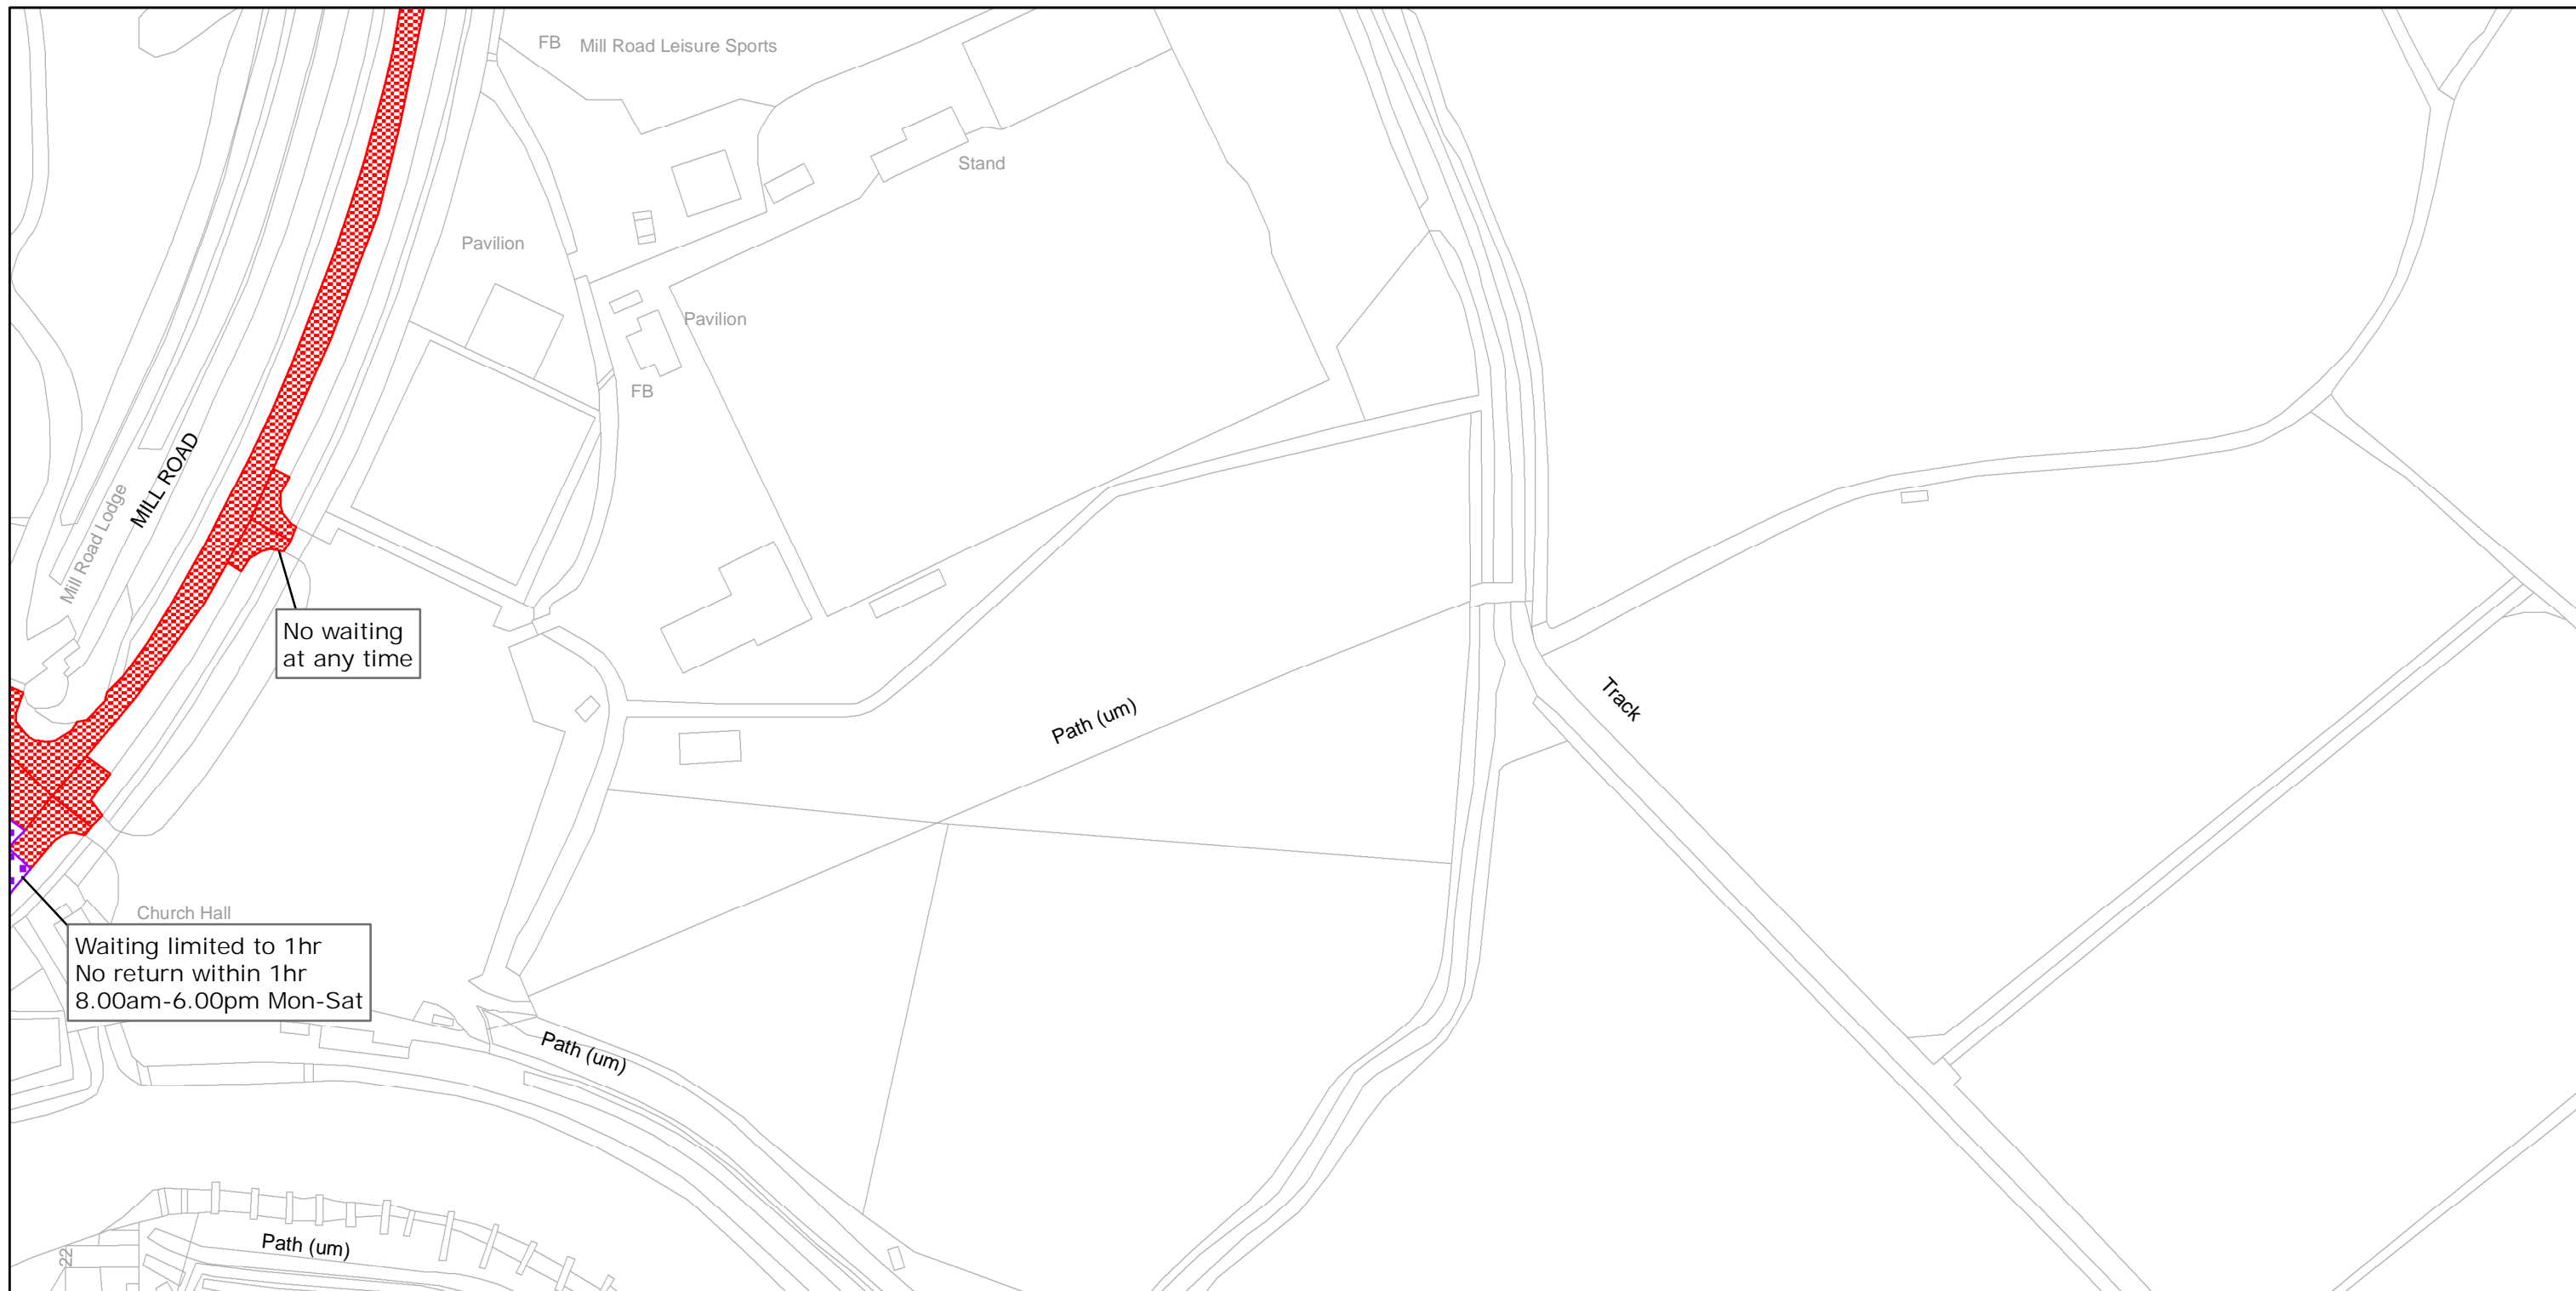 FB
Mill Road Leisure Sports
Stand
Pavilion
Pavilion
FB
MILL ROAD
Mill Road Lodge
No waiting
at any time
Path (um)
Track
Church Hall
Waiting limited to 1hr
No return within 1hr
8.00am-6.00pm Mon-Sat
Path (um)
Path (um)
22